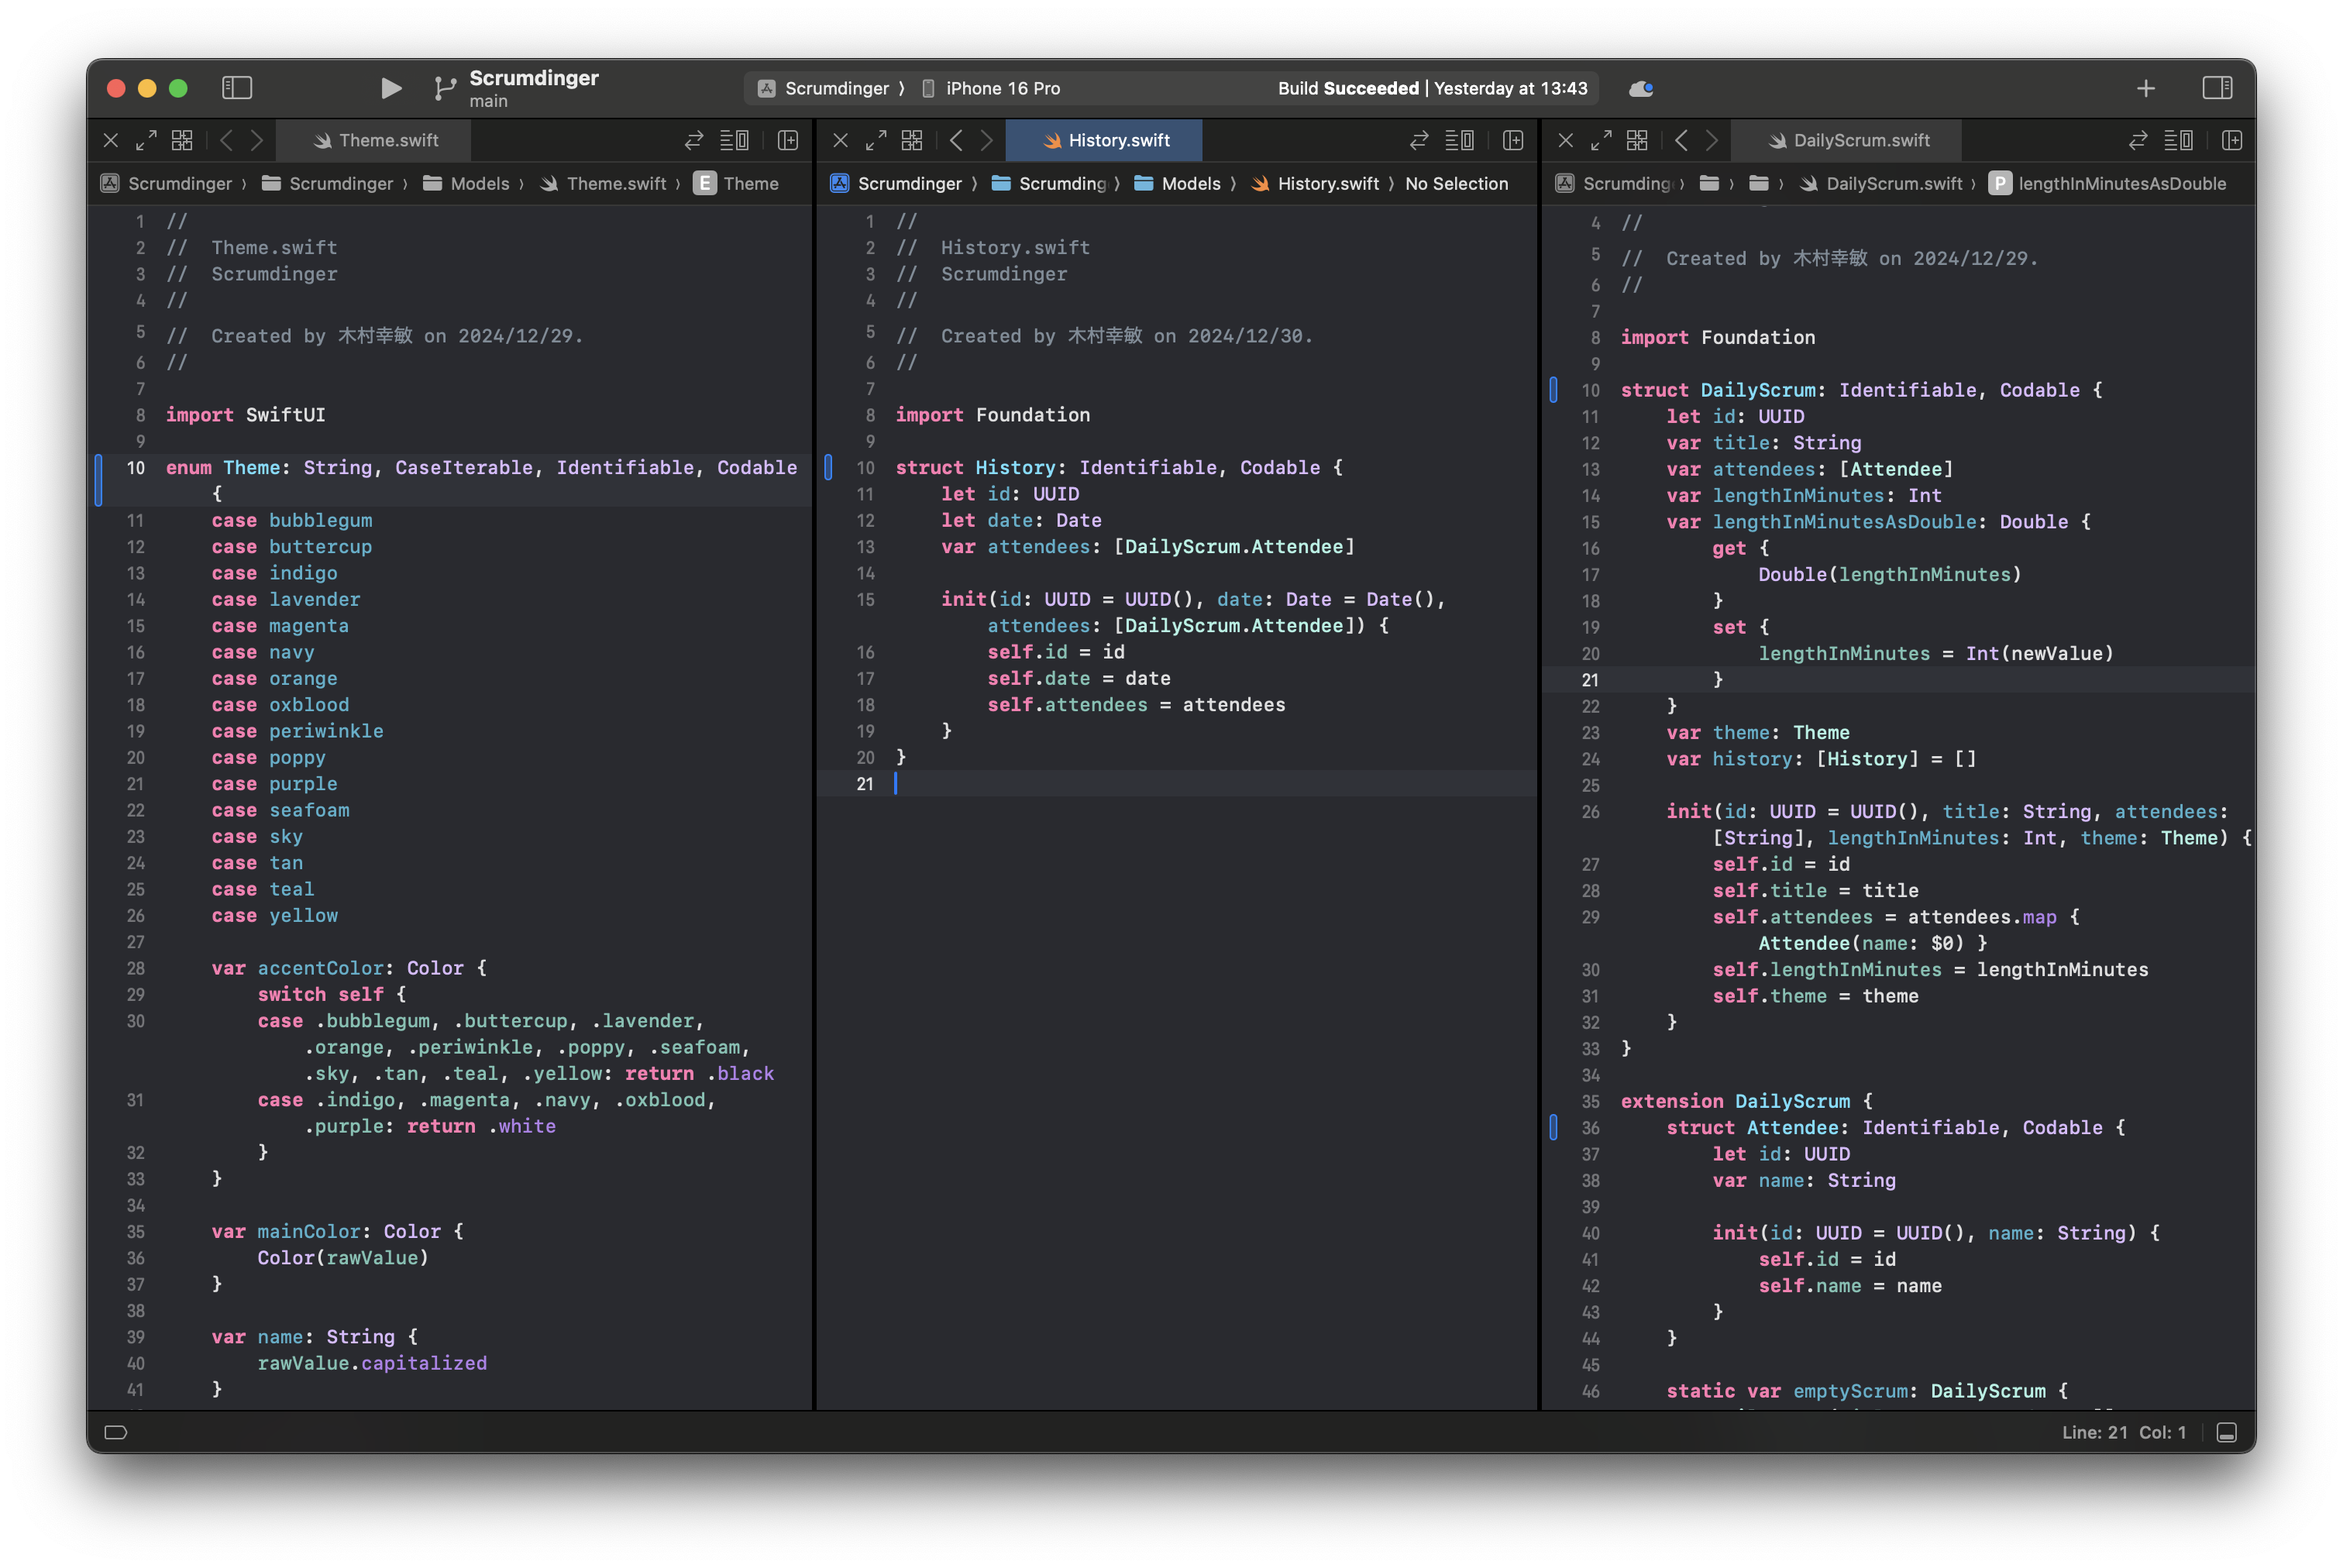 Scrumdinger
main
Scrumdinger 〉 iPhone 16 Pro
Build Succeeded | Yesterday at 13:43
Theme.swift
Scrumdinger 〉 Scrumdinger 〉 Models 〉 Theme.swift 〉 E Theme
1 //
2 //  Theme.swift
3 //  Scrumdinger
4 //
5 //  Created by 木村幸敏 on 2024/12/29.
6 //
7
8 import SwiftUI
9
10 enum Theme: String, CaseIterable, Identifiable, Codable
{
11     case bubblegum
12     case buttercup
13     case indigo
14     case lavender
15     case magenta
16     case navy
17     case orange
18     case oxblood
19     case periwinkle
20     case poppy
21     case purple
22     case seafoam
23     case sky
24     case tan
25     case teal
26     case yellow
27
28     var accentColor: Color {
29         switch self {
30         case .bubblegum, .buttercup, .lavender,
.orange, .periwinkle, .poppy, .seafoam,
.sky, .tan, .teal, .yellow: return .black
31         case .indigo, .magenta, .navy, .oxblood,
.purple: return .white
32         }
33     }
34
35     var mainColor: Color {
36         Color(rawValue)
37     }
38
39     var name: String {
40         rawValue.capitalized
41     }
History.swift
Scrumdinger 〉 Scrumding 〉 Models 〉 History.swift 〉 No Selection
1 //
2 //  History.swift
3 //  Scrumdinger
4 //
5 //  Created by 木村幸敏 on 2024/12/30.
6 //
7
8 import Foundation
9
10 struct History: Identifiable, Codable {
11     let id: UUID
12     let date: Date
13     var attendees: [DailyScrum.Attendee]
14
15     init(id: UUID = UUID(), date: Date = Date(),
attendees: [DailyScrum.Attendee]) {
16         self.id = id
17         self.date = date
18         self.attendees = attendees
19     }
20 }
21
DailyScrum.swift
Scrumding 〉 〉 DailyScrum.swift 〉 P lengthInMinutesAsDouble
4 //
5 //  Created by 木村幸敏 on 2024/12/29.
6 //
7
8 import Foundation
9
10 struct DailyScrum: Identifiable, Codable {
11     let id: UUID
12     var title: String
13     var attendees: [Attendee]
14     var lengthInMinutes: Int
15     var lengthInMinutesAsDouble: Double {
16         get {
17             Double(lengthInMinutes)
18         }
19         set {
20             lengthInMinutes = Int(newValue)
21         }
22     }
23     var theme: Theme
24     var history: [History] = []
25
26     init(id: UUID = UUID(), title: String, attendees:
[String], lengthInMinutes: Int, theme: Theme) {
27         self.id = id
28         self.title = title
29         self.attendees = attendees.map {
Attendee(name: $0) }
30         self.lengthInMinutes = lengthInMinutes
31         self.theme = theme
32     }
33 }
34
35 extension DailyScrum {
36     struct Attendee: Identifiable, Codable {
37         let id: UUID
38         var name: String
39
40         init(id: UUID = UUID(), name: String) {
41             self.id = id
42             self.name = name
43         }
44     }
45
46     static var emptyScrum: DailyScrum {
Line: 21 Col: 1